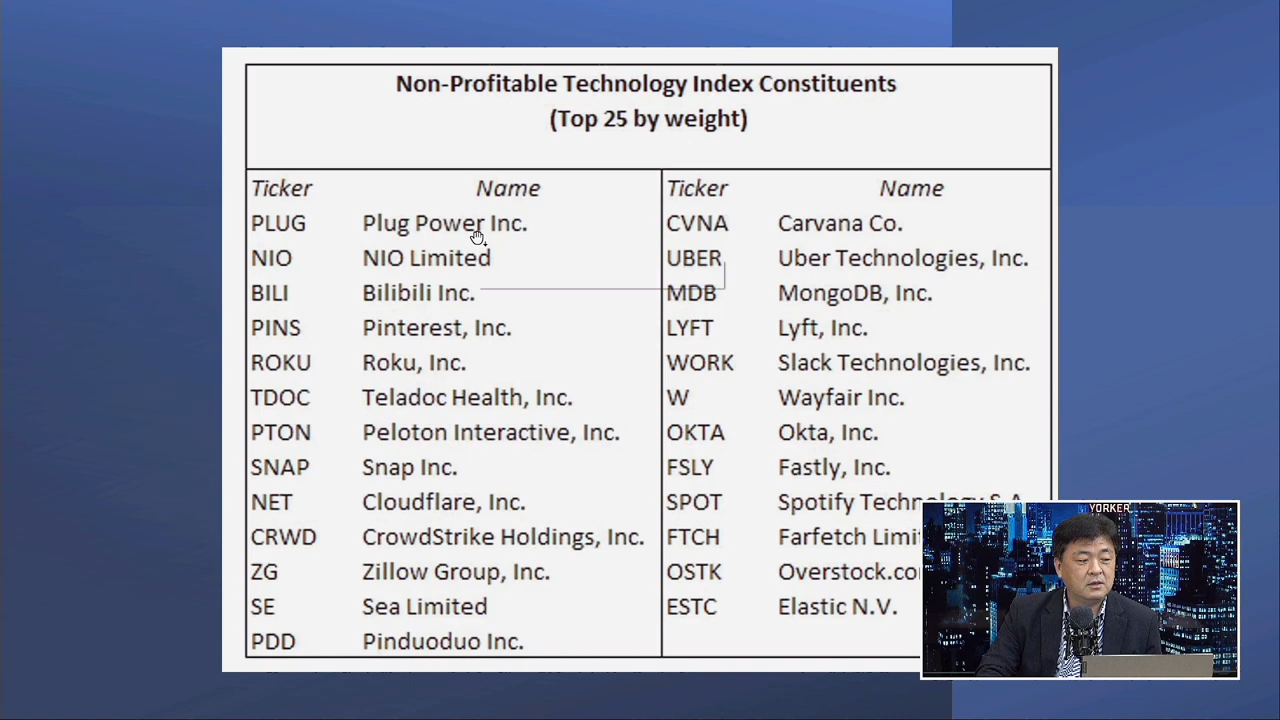 Non-Profitable Technology Index Constituents
(Top 25 by weight)
Ticker Name
PLUG Plug Power Inc.
NIO NIO Limited
BILI Bilibili Inc.
PINS Pinterest, Inc.
ROKU Roku, Inc.
TDOC Teladoc Health, Inc.
PTON Peloton Interactive, Inc.
SNAP Snap Inc.
NET Cloudflare, Inc.
CRWD CrowdStrike Holdings, Inc.
ZG Zillow Group, Inc.
SE Sea Limited
PDD Pinduoduo Inc.
Ticker Name
CVNA Carvana Co.
UBER Uber Technologies, Inc.
MDB MongoDB, Inc.
LYFT Lyft, Inc.
WORK Slack Technologies, Inc.
W Wayfair Inc.
OKTA Okta, Inc.
FSLY Fastly, Inc.
SPOT Spotify Technology S.A.
FTCH Farfetch
OSTK
ESTC Elastic N.V.
YORKER